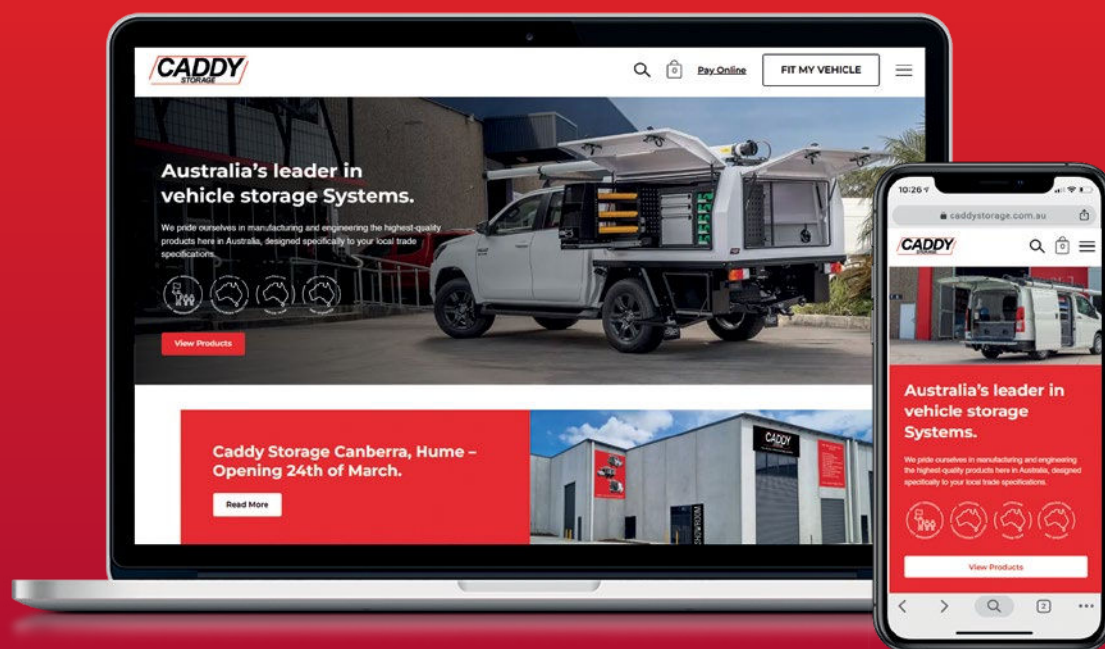 CADDY
STORAGE
0
Pay Online
FIT MY VEHICLE
Australia's leader in
vehicle storage Systems.
We pride ourselves in manufacturing and engineering the highest-quality
products here in Australia, designed specifically to your local trade
specifications.
View Products
Caddy Storage Canberra, Hume –
Opening 24th of March.
Read More
CADDY
SHOWROOM
10:26
caddystorage.com.au
CADDY
STORAGE
0
Australia's leader in
vehicle storage
Systems.
We pride ourselves in manufacturing and engineering
the highest-quality products here in Australia, designed
specifically to your local trade specifications.
View Products
2